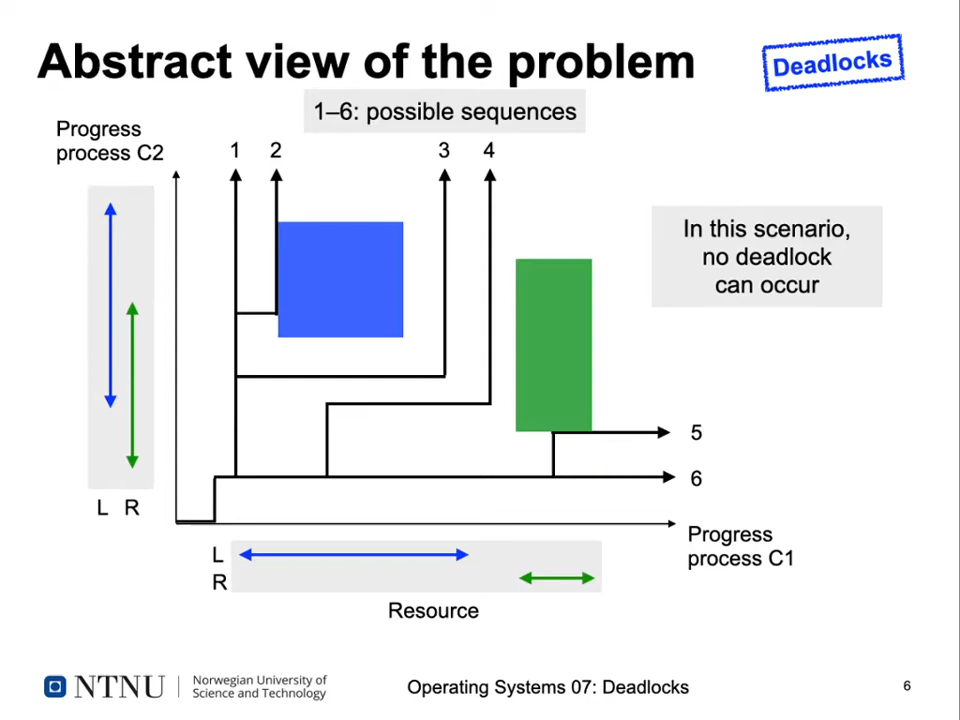 Abstract view of the problem
Deadlocks
1–6: possible sequences
Progress
process C2
1 2 3 4
In this scenario,
no deadlock
can occur
5
6
L R
Progress
process C1
L
R
Resource
NTNU
Norwegian University of
Science and Technology
Operating Systems 07: Deadlocks
6